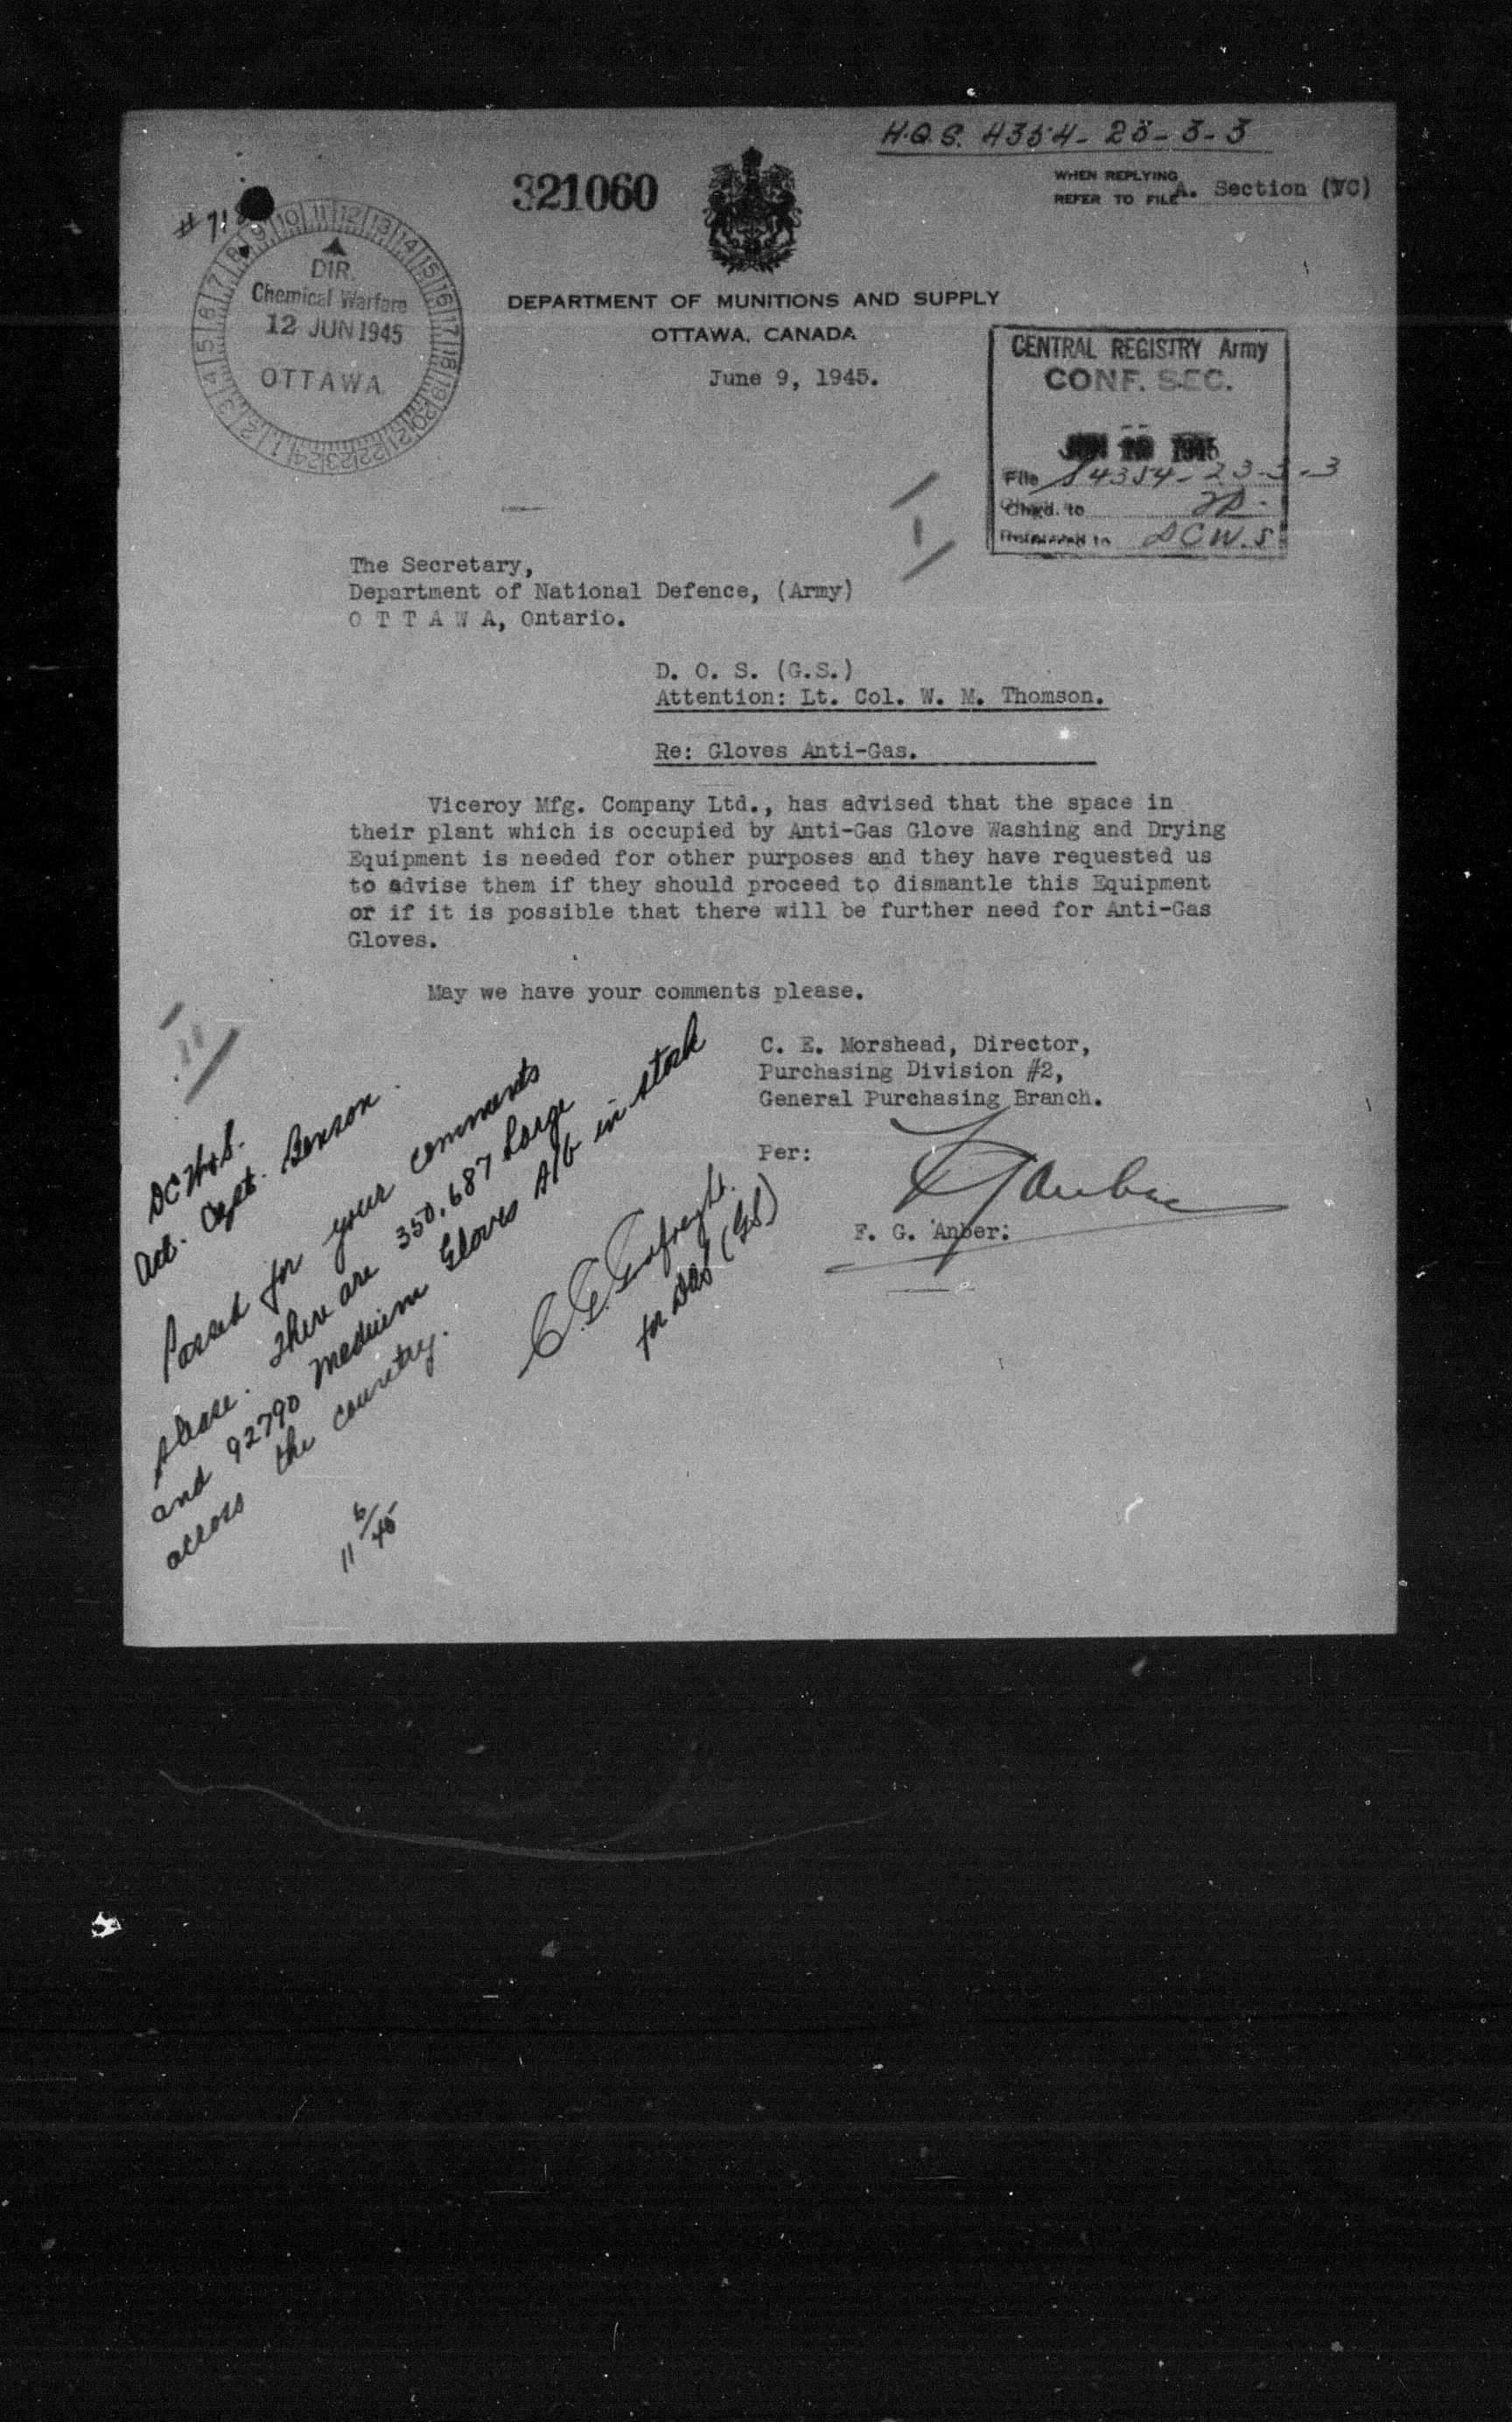 H.Q.S. 4354-23-3-3
WHEN REPLYING
REFER TO FILE A. Section (VC)
321060
DIR.
Chemical Warfare
12 JUN 1945
OTTAWA
DEPARTMENT OF MUNITIONS AND SUPPLY
OTTAWA, CANADA
June 9, 1945.
CENTRAL REGISTRY Army
CONF. SEC.
JUN 1945
File S4354-23-3-3
Chgd. to
Referred to DCW.S.
The Secretary,
Department of National Defence, (Army)
O T T A W A, Ontario.
D. O. S. (G.S.)
Attention: Lt. Col. W. M. Thomson.
Re: Gloves Anti-Gas.
Viceroy Mfg. Company Ltd., has advised that the space in
their plant which is occupied by Anti-Gas Glove Washing and Drying
Equipment is needed for other purposes and they have requested us
to advise them if they should proceed to dismantle this Equipment
or if it is possible that there will be further need for Anti-Gas
Gloves.
May we have your comments please.
C. E. Morshead, Director,
Purchasing Division #2,
General Purchasing Branch.
Per:
F. G. Anber:
DCW&S.
Att. Capt. Benson.
Passed for your comments
please. There are 350,687 Large
and 92790 Medium Gloves A/G in stock
across the country.
for DOS (GS)
11/6/45